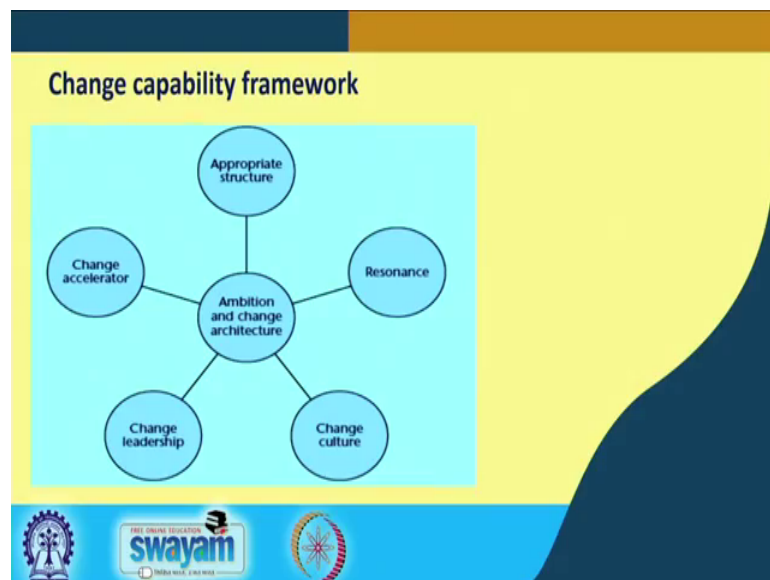 Change capability framework
Appropriate
structure
Change
accelerator
Resonance
Ambition
and change
architecture
Change
leadership
Change
culture
FREE ONLINE EDUCATION
swayam